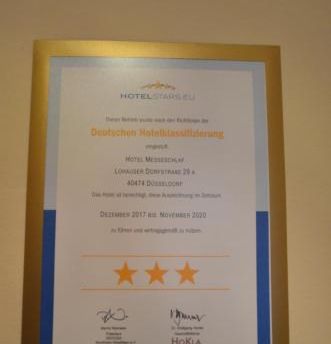 HOTELSTARS.EU
Dieser Betrieb wurde nach den Richtlinien der
Deutschen Hotelklassifizierung
eingestuft.
HOTEL MESSESCHLAF
LOHAUSER DORFSTRAßE 29 A
40474 DÜSSELDORF
Das Hotel ist berechtigt, diese Auszeichnung im Zeitraum
DEZEMBER 2017 BIS NOVEMBER 2020
zu führen und vertragsgemäß zu nutzen.
HOKLA